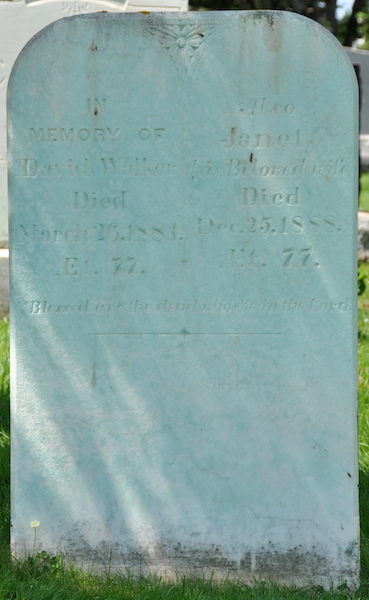 IN
MEMORY OF
David Walker
Died
March 26.1884.
Æt. 77.
Also
Janet,
his Beloved wife
Died
Dec. 25.1888.
Æt. 77.
Blessed are the dead who die in the Lord.